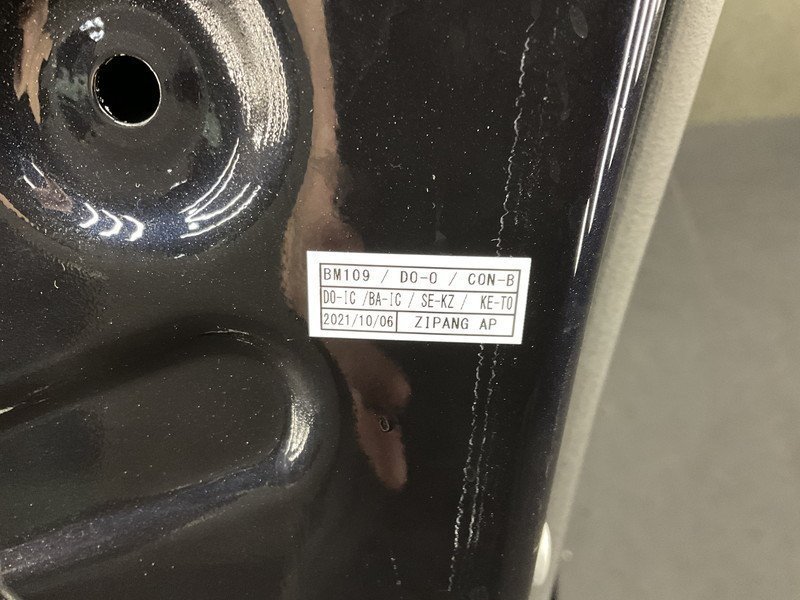 BM109 / DO-O / CON-B
DO-IC /BA-IC / SE-KZ / KE-TO
2021/10/06 ZIPANG AP